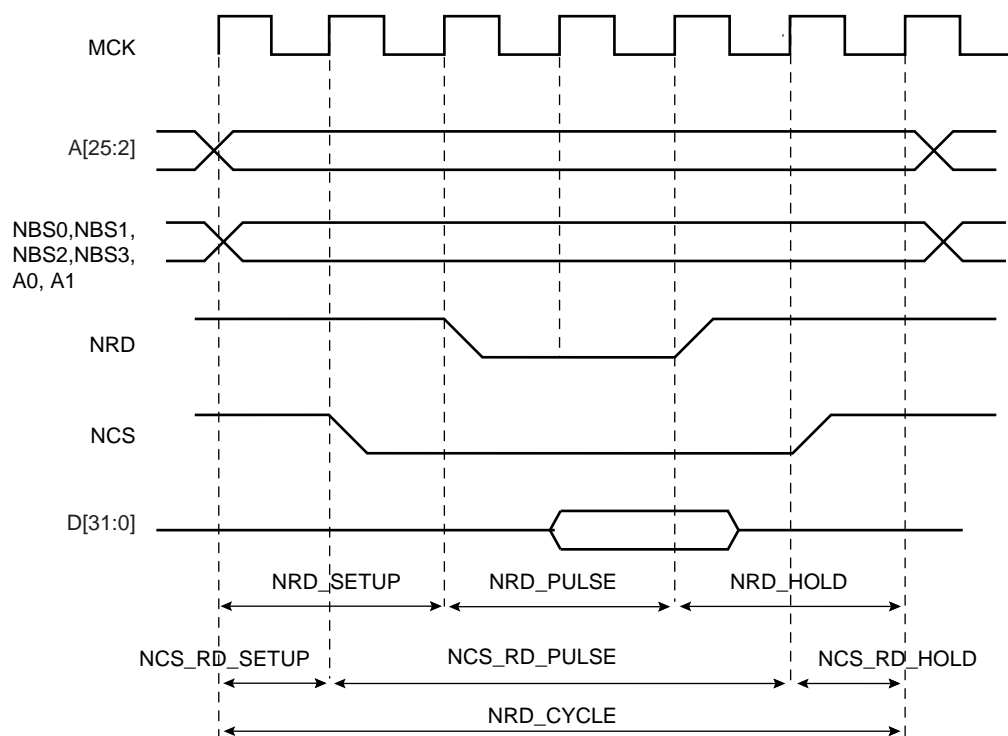 MCK
A[25:2]
NBS0,NBS1,
NBS2,NBS3,
A0, A1
NRD
NCS
D[31:0]
NRD_SETUP
NRD_PULSE
NRD_HOLD
NCS_RD_SETUP
NCS_RD_PULSE
NCS_RD_HOLD
NRD_CYCLE